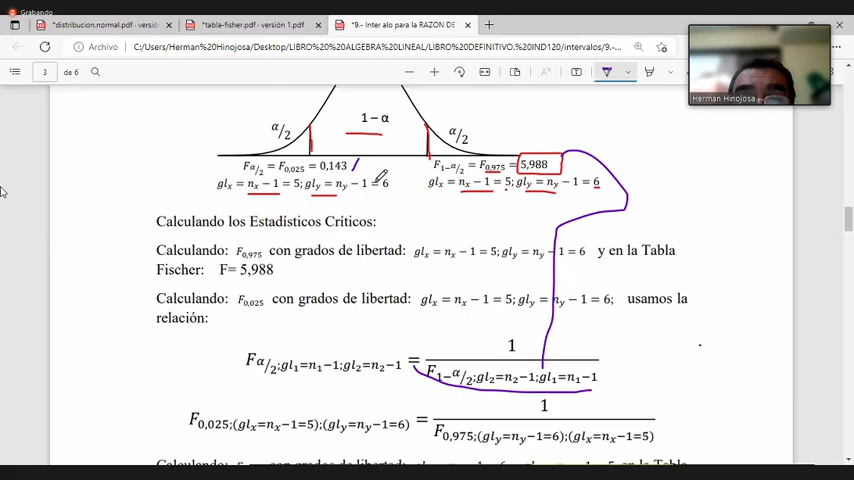 Grabando
*distribucion.normal.pdf - versió
*tabla-fisher.pdf - versión 1.pdf
*9.- Inter alo para la RAZON DE
Archivo
C:/Users/Herman%20Hinojosa/Desktop/LIBRO%20%20ALGEBRA%20LINEAL/LIBRO%20DEFINITIVO.%20IND120/intervalos/9.-...
3 de 6
Herman Hinojosa
1 − α
α/2 α/2
Fα/2 = F0,025 = 0,143 F1−α/2 = F0,975 = 5,988
glx = nx − 1 = 5; gly = ny − 1 = 6 glx = nx − 1 = 5; gly = ny − 1 = 6
Calculando los Estadísticos Críticos:
Calculando: F0,975 con grados de libertad: glx = nx − 1 = 5; gly = ny − 1 = 6 y en la Tabla
Fischer: F= 5,988
Calculando: F0,025 con grados de libertad: glx = nx − 1 = 5; gly = ny − 1 = 6; usamos la
relación:
Fα/2;gl1=n1−1;gl2=n2−1 = 1 / F1−α/2;gl2=n2−1;gl1=n1−1
F0,025;(glx=nx−1=5);(gly=ny−1=6) = 1 / F0,975;(gly=ny−1=6);(glx=nx−1=5)